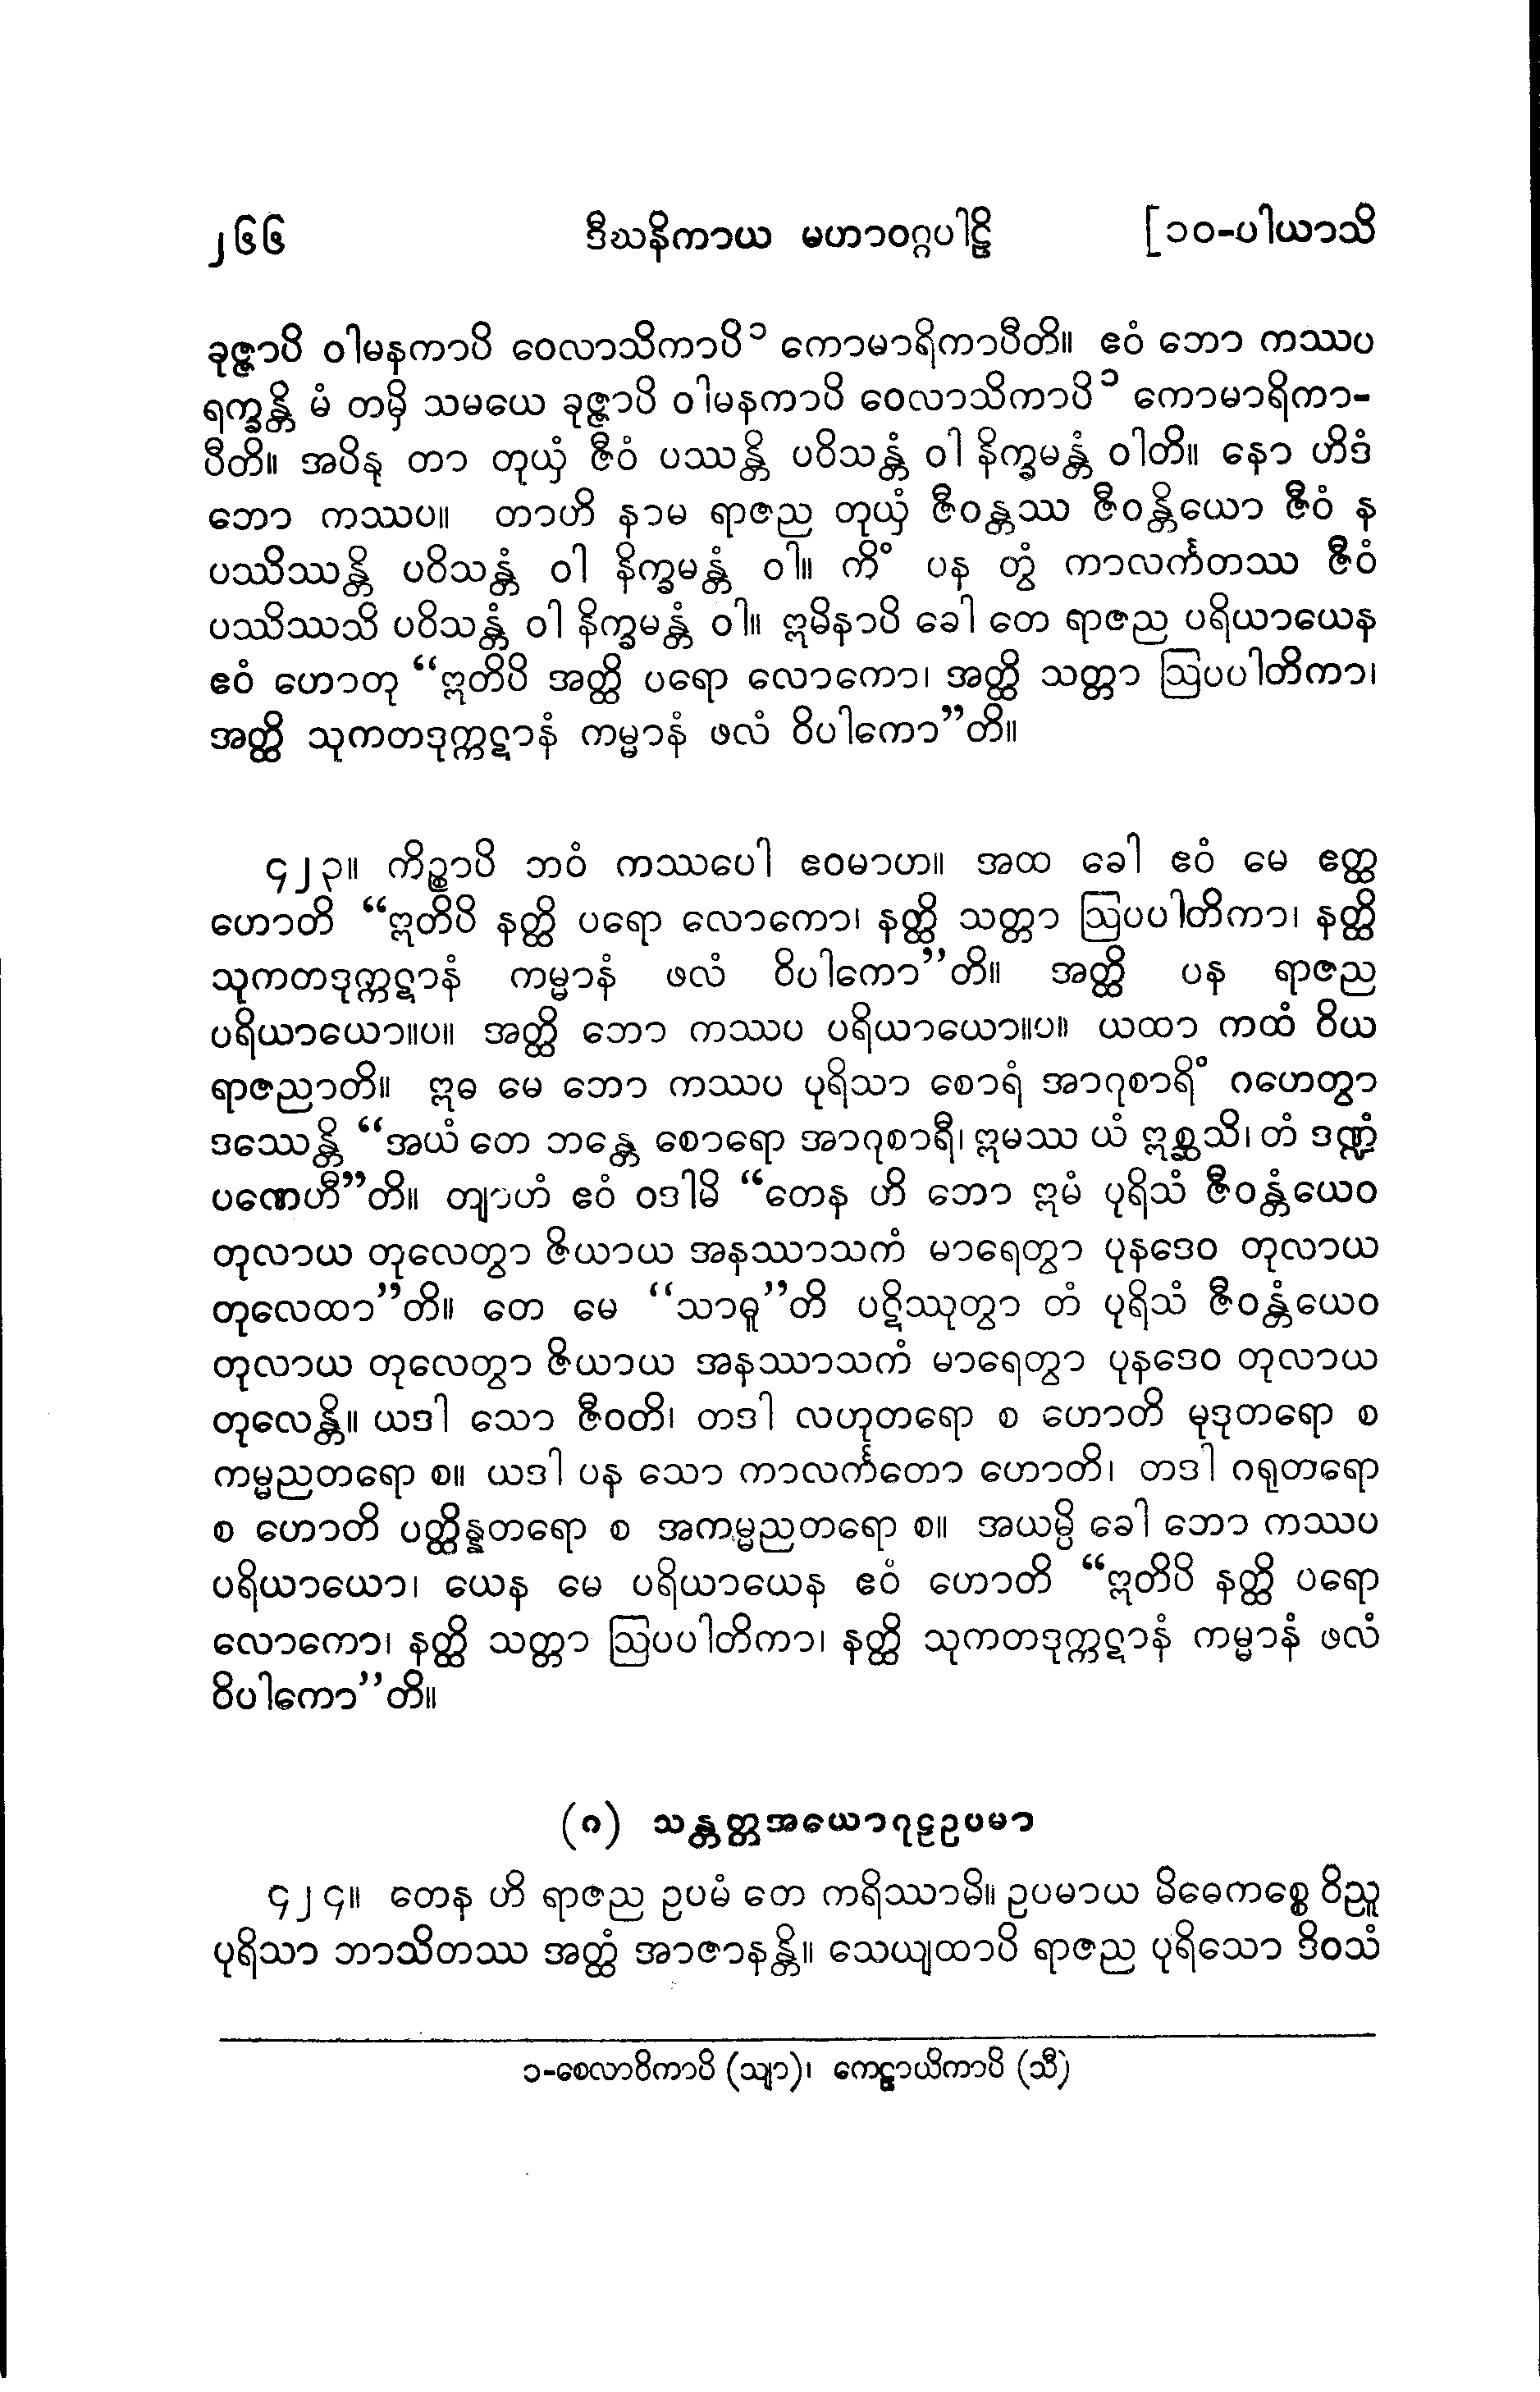 ၂၆၆ ဒီဃနိကာယ မဟာဝဂ္ဂပါဠိ [၁၀-ပါယာသိ
ခုဇ္ဇာပိ ဝါမနကာပိ ဝေလာသိကာပိ၁ ကောမာရိကာပီတိ။ ဧဝံ ဘော ကဿပ
ရက္ခန္တိ မံ တမှိ သမယေ ခုဇ္ဇာပိ ဝါမနကာပိ ဝေလာသိကာပိ၁ ကောမာရိကာ-
ပီတိ။ အပိနု တာ တုယှံ ဇီဝံ ပဿန္တိ ပဝိသန္တံ ဝါ နိက္ခမန္တံ ဝါတိ။ နော ဟိဒံ
ဘော ကဿပ။ တာဟိ နာမ ရာဇည တုယှံ ဇီဝန္တဿ ဇီဝန္တိယော ဇီဝံ န
ပဿိဿန္တိ ပဝိသန္တံ ဝါ နိက္ခမန္တံ ဝါ။ ကိံ ပန တွံ ကာလင်္ကတဿ ဇီဝံ
ပဿိဿသိ ပဝိသန္တံ ဝါ နိက္ခမန္တံ ဝါ။ ဣမိနာပိ ခေါ တေ ရာဇည ပရိယာယေန
ဧဝံ ဟောတု “ဣတိပိ အတ္ထိ ပရော လောကော၊ အတ္ထိ သတ္တာ ဩပပါတိကာ၊
အတ္ထိ သုကတဒုက္ကဋာနံ ကမ္မာနံ ဖလံ ဝိပါကော”တိ။
၄၂၃။ ကိဉ္စာပိ ဘဝံ ကဿပေါ ဧဝမာဟ။ အထ ခေါ ဧဝံ မေ ဧတ္ထ
ဟောတိ “ဣတိပိ နတ္ထိ ပရော လောကော၊ နတ္ထိ သတ္တာ ဩပပါတိကာ၊ နတ္ထိ
သုကတဒုက္ကဋာနံ ကမ္မာနံ ဖလံ ဝိပါကော”တိ။ အတ္ထိ ပန ရာဇည
ပရိယာယော။ပ။ အတ္ထိ ဘော ကဿပ ပရိယာယော။ပ။ ယထာ ကထံ ဝိယ
ရာဇညာတိ။ ဣဓ မေ ဘော ကဿပ ပုရိသာ စောရံ အာဂုစာရိံ ဂဟေတွာ
ဒဿေန္တိ “အယံ တေ ဘန္တေ စောရော အာဂုစာရီ၊ ဣမဿ ယံ ဣစ္ဆသိ၊ တံ ဒဏ္ဍံ
ပဏေဟီ”တိ။ တျာဟံ ဧဝံ ဝဒါမိ “တေန ဟိ ဘော ဣမံ ပုရိသံ ဇီဝန္တံယေဝ
တုလာယ တုလေတွာ ဇိယာယ အနဿာသကံ မာရေတွာ ပုနဒေဝ တုလာယ
တုလေထာ”တိ။ တေ မေ “သာဓူ”တိ ပဋိဿုတွာ တံ ပုရိသံ ဇီဝန္တံယေဝ
တုလာယ တုလေတွာ ဇိယာယ အနဿာသကံ မာရေတွာ ပုနဒေဝ တုလာယ
တုလေန္တိ။ ယဒါ သော ဇီဝတိ၊ တဒါ လဟုတရော စ ဟောတိ မုဒုတရော စ
ကမ္မညတရော စ။ ယဒါ ပန သော ကာလင်္ကတော ဟောတိ၊ တဒါ ဂရုတရော
စ ဟောတိ ပတ္ထိန္နတရော စ အကမ္မညတရော စ။ အယမ္ပိ ခေါ ဘော ကဿပ
ပရိယာယော၊ ယေန မေ ပရိယာယေန ဧဝံ ဟောတိ “ဣတိပိ နတ္ထိ ပရော
လောကော၊ နတ္ထိ သတ္တာ ဩပပါတိကာ၊ နတ္ထိ သုကတဒုက္ကဋာနံ ကမ္မာနံ ဖလံ
ဝိပါကော”တိ။
(ဂ) သန္တတ္တအယောဂုဠဥပမာ
၄၂၄။ တေန ဟိ ရာဇည ဥပမံ တေ ကရိဿာမိ။ ဥပမာယ မိဓေကစ္စေ ဝိညူ
ပုရိသာ ဘာသိတဿ အတ္ထံ အာဇာနန္တိ။ သေယျထာပိ ရာဇည ပုရိသော ဒိဝသံ
၁-စေလာဝိကာပိ (သျာ)၊ ကေဠာယိကာပိ (သီ)